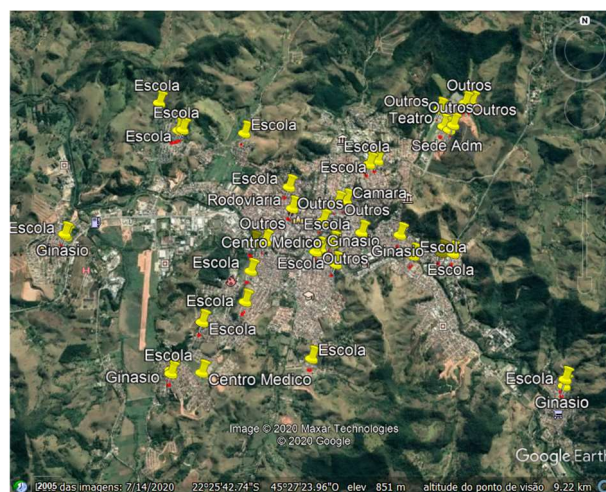 N
Outros
Escola
Outros
Escola
Outros
Outros
Teatro
Escola
Escola
Sede Adm
Escola
Escola
Escola
Camara
Rodoviaria
Outros
Outros
Escola
Outros
Escola
Ginasio
Centro Medico
Ginasio
Ginasio
Escola
Outros
Escola
Escola
Escola
Escola
Escola
Escola
Escola
Ginasio
Centro Medico
Escola
Ginasio
Image © 2020 Maxar Technologies
© 2020 Google
Google Earth
2005
das imagens: 7/14/2020 22°25'42.74"S 45°27'23.96"O elev 851 m altitude do ponto de visão 9.22 km